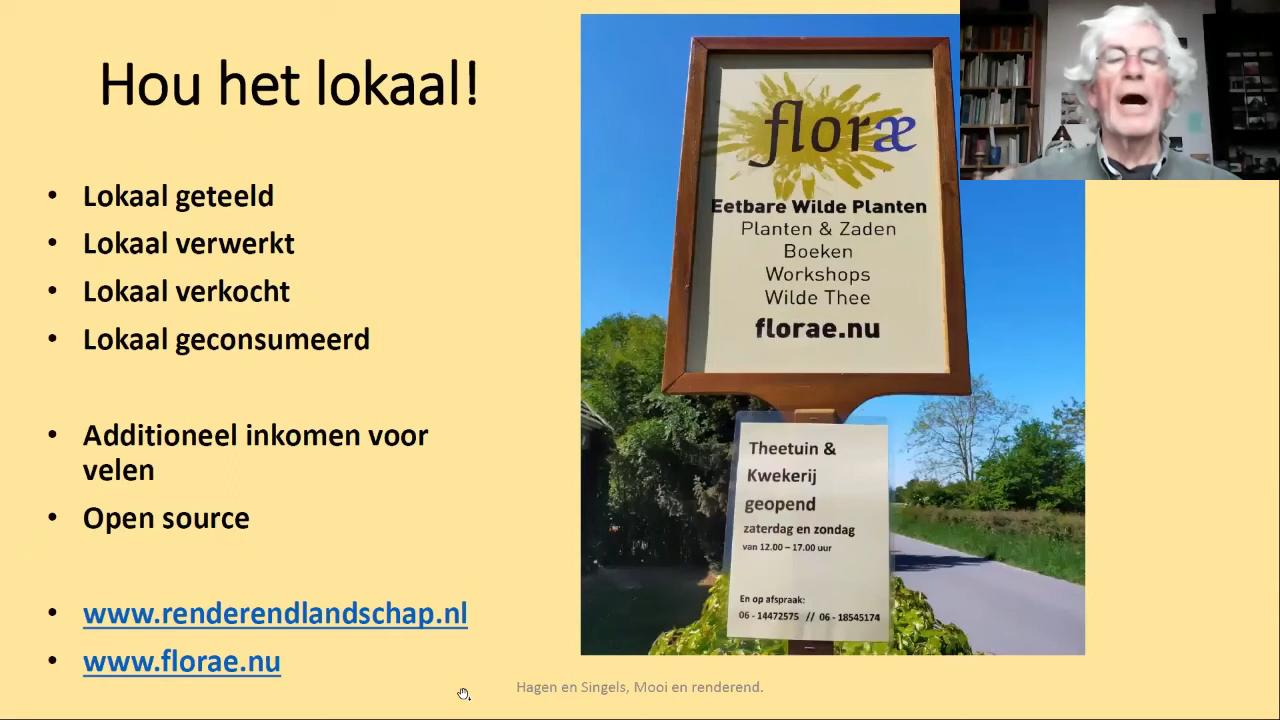 Hou het lokaal!
• Lokaal geteeld
• Lokaal verwerkt
• Lokaal verkocht
• Lokaal geconsumeerd
• Additioneel inkomen voor
velen
• Open source
• www.renderendlandschap.nl
• www.florae.nu
floræ
Eetbare Wilde Planten
Planten & Zaden
Boeken
Workshops
Wilde Thee
florae.nu
Theetuin &
Kwekerij
geopend
zaterdag en zondag
van 12.00 – 17.00 uur
En op afspraak:
06 - 14472575 // 06 - 18545174
Hagen en Singels, Mooi en renderend.